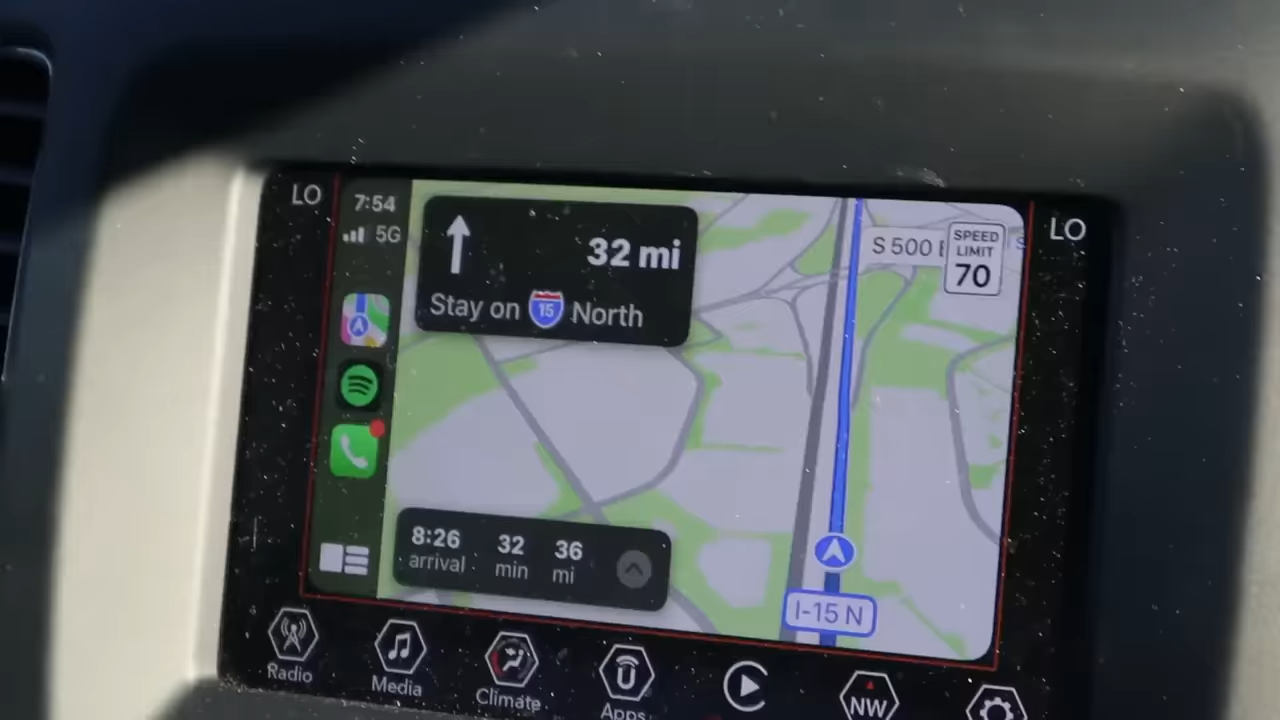 LO
7:54
5G
32 mi
Stay on 15 North
S 500
SPEED
LIMIT
70
LO
8:26 32 36
arrival min mi
I-15 N
Radio
Media
Climate
Apps
NW